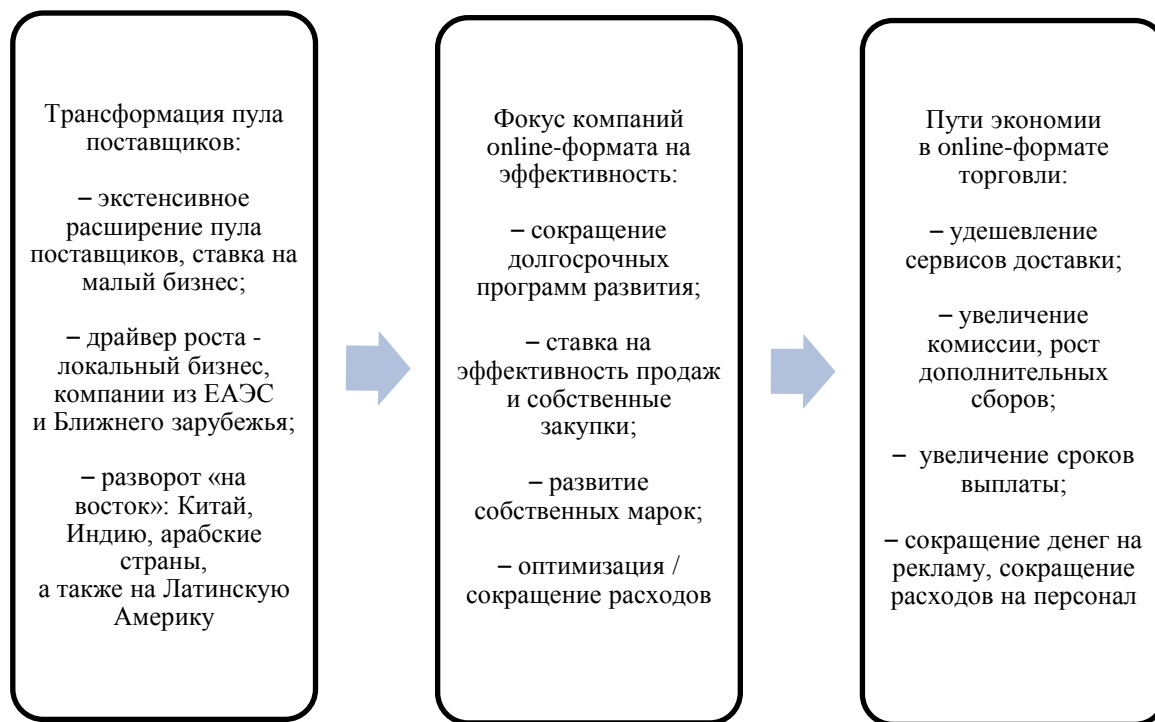 Трансформация пула
поставщиков:
– экстенсивное
расширение пула
поставщиков, ставка на
малый бизнес;
– драйвер роста -
локальный бизнес,
компании из ЕАЭС
и Ближнего зарубежья;
– разворот «на
восток»: Китай,
Индию, арабские
страны,
а также на Латинскую
Америку
Фокус компаний
online-формата на
эффективность:
– сокращение
долгосрочных
программ развития;
– ставка на
эффективность продаж
и собственные
закупки;
– развитие
собственных марок;
– оптимизация /
сокращение расходов
Пути экономии
в online-формате
торговли:
– удешевление
сервисов доставки;
– увеличение
комиссии, рост
дополнительных
сборов;
– увеличение сроков
выплаты;
– сокращение денег на
рекламу, сокращение
расходов на персонал